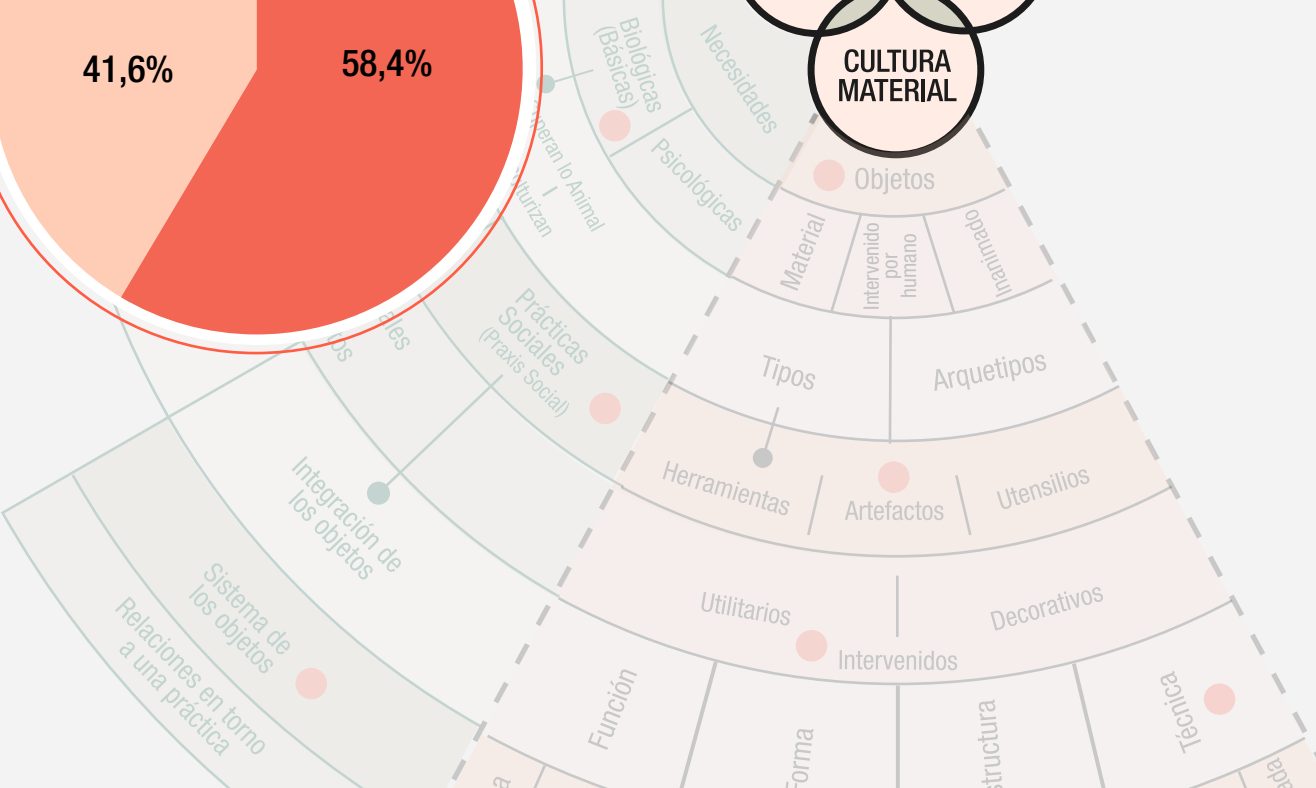 41,6%
58,4%
CULTURA
MATERIAL
Biológicas
(Básicas)
Necesidades
Psicológicas
lo Animal
Objetos
Material
Intervenido
por
humano
Inanimado
Prácticas
Sociales
(Praxis Social)
Tipos
Arquetipos
Herramientas
Artefactos
Utensilios
Integración de
los objetos
Sistema de
los objetos
Relaciones en torno
a una práctica
Utilitarios
Decorativos
Intervenidos
Función
Forma
Técnica